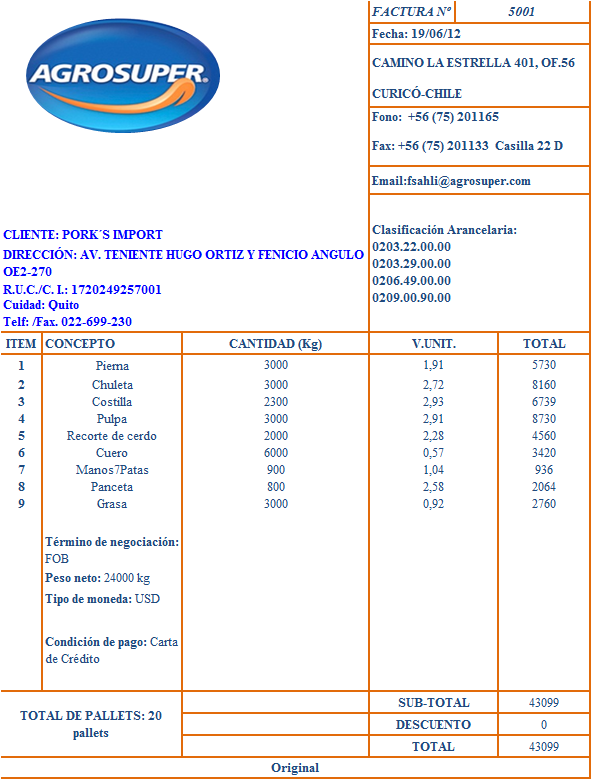 AGROSUPER®
FACTURA Nº 5001
Fecha: 19/06/12
CAMINO LA ESTRELLA 401, OF.56
CURICÓ-CHILE
Fono: +56 (75) 201165
Fax: +56 (75) 201133 Casilla 22 D
Email:fsahli@agrosuper.com
CLIENTE: PORK´S IMPORT
DIRECCIÓN: AV. TENIENTE HUGO ORTIZ Y FENICIO ANGULO
OE2-270
R.U.C./C. I.: 1720249257001
Cuidad: Quito
Telf: /Fax. 022-699-230
Clasificación Arancelaria:
0203.22.00.00
0203.29.00.00
0206.49.00.00
0209.00.90.00
ITEM CONCEPTO CANTIDAD (Kg) V.UNIT. TOTAL
1 Pierna 3000 1,91 5730
2 Chuleta 3000 2,72 8160
3 Costilla 2300 2,93 6739
4 Pulpa 3000 2,91 8730
5 Recorte de cerdo 2000 2,28 4560
6 Cuero 6000 0,57 3420
7 Manos7Patas 900 1,04 936
8 Panceta 800 2,58 2064
9 Grasa 3000 0,92 2760
Término de negociación:
FOB
Peso neto: 24000 kg
Tipo de moneda: USD
Condición de pago: Carta
de Crédito
TOTAL DE PALLETS: 20
pallets
SUB-TOTAL 43099
DESCUENTO 0
TOTAL 43099
Original